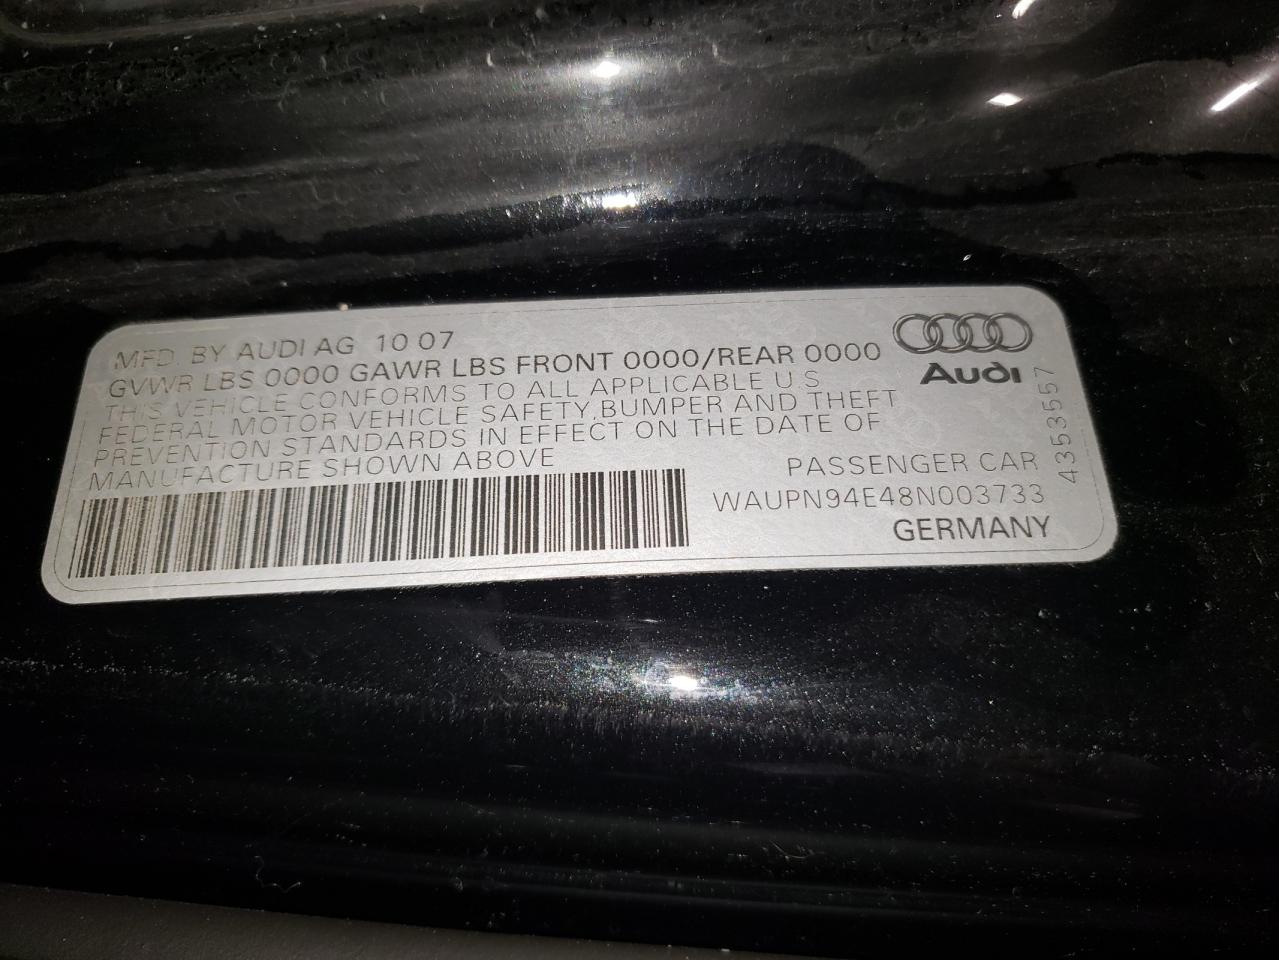 MFD. BY AUDI AG 10 07
GVWR LBS 0000 GAWR LBS FRONT 0000/REAR 0000
THIS VEHICLE CONFORMS TO ALL APPLICABLE U.S
FEDERAL MOTOR VEHICLE SAFETY, BUMPER AND THEFT
PREVENTION STANDARDS IN EFFECT ON THE DATE OF
MANUFACTURE SHOWN ABOVE
Audi
4353557
PASSENGER CAR
WAUPN94E48N003733
GERMANY